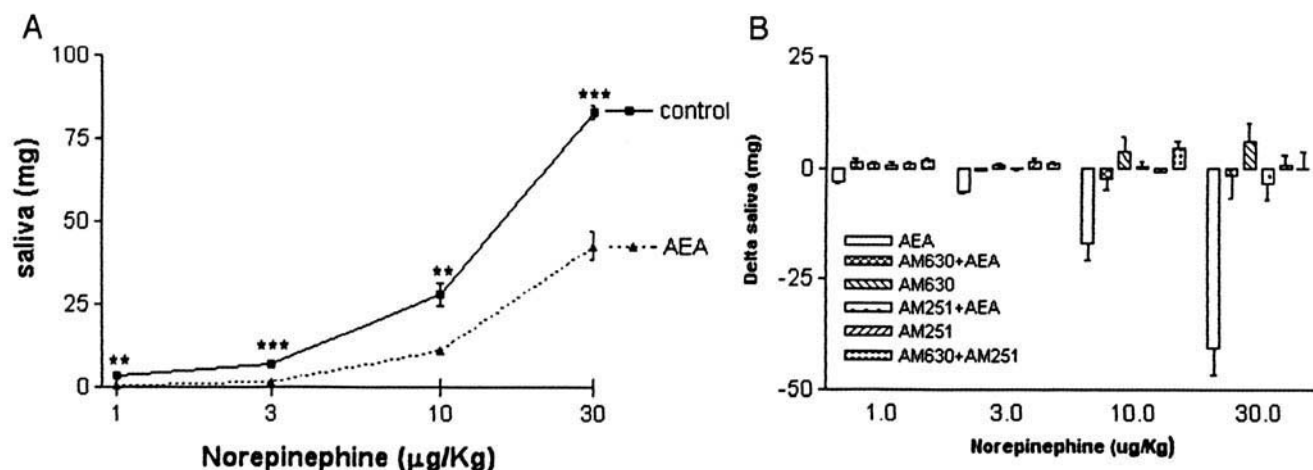 A
saliva (mg)
100
75
50
25
0
**
***
**
***
control
AEA
1
3
10
30
Norepinephine (µg/Kg)
B
Delta saliva (mg)
25
0
-25
-50
AEA
AM630+AEA
AM630
AM251+AEA
AM251
AM630+AM251
1.0
3.0
10.0
30.0
Norepinephine (ug/Kg)